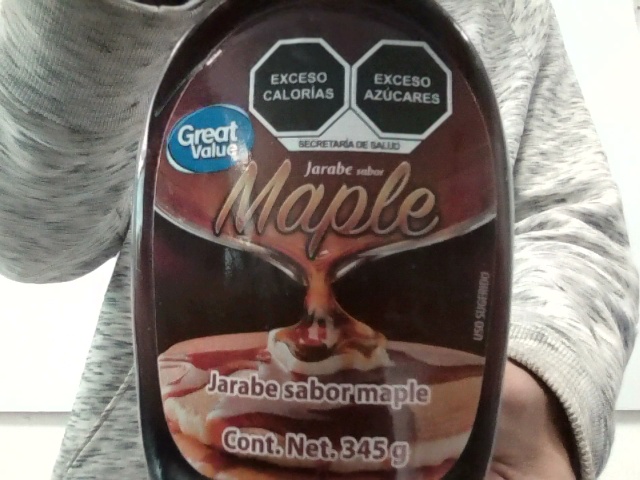 EXCESO
CALORÍAS
EXCESO
AZÚCARES
SECRETARÍA DE SALUD
Great
Value
Jarabe sabor
Maple
USO SUGERIDO
Jarabe sabor maple
Cont. Net. 345 g